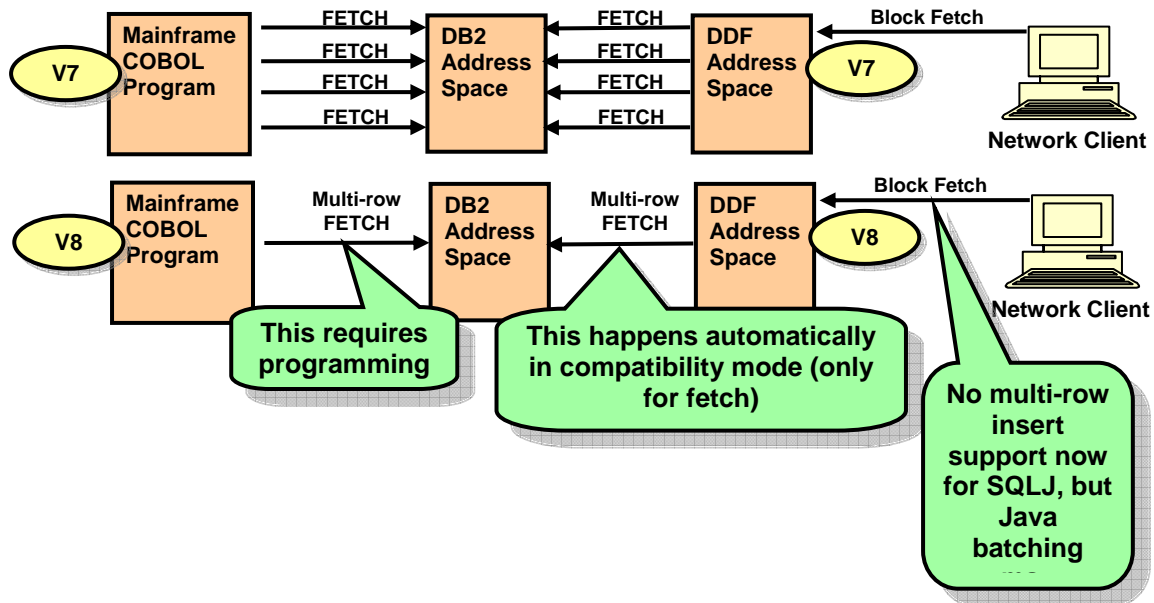 V7
Mainframe
COBOL
Program
FETCH
FETCH
FETCH
FETCH
DB2
Address
Space
FETCH
FETCH
FETCH
FETCH
DDF
Address
Space
V7
Block Fetch
Network Client
V8
Mainframe
COBOL
Program
Multi-row
FETCH
DB2
Address
Space
Multi-row
FETCH
DDF
Address
Space
V8
Block Fetch
Network Client
This requires
programming
This happens automatically
in compatibility mode (only
for fetch)
No multi-row
insert
support now
for SQLJ, but
Java
batching